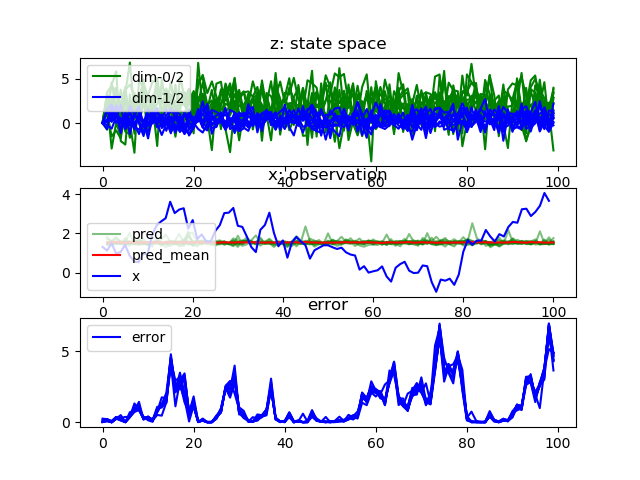 z: state space
5
0
dim-0/2
dim-1/2
0 20 40 60 80 100
x: observation
4
2
0
pred
pred_mean
x
0 20 40 60 80 100
error
5
0
error
0 20 40 60 80 100